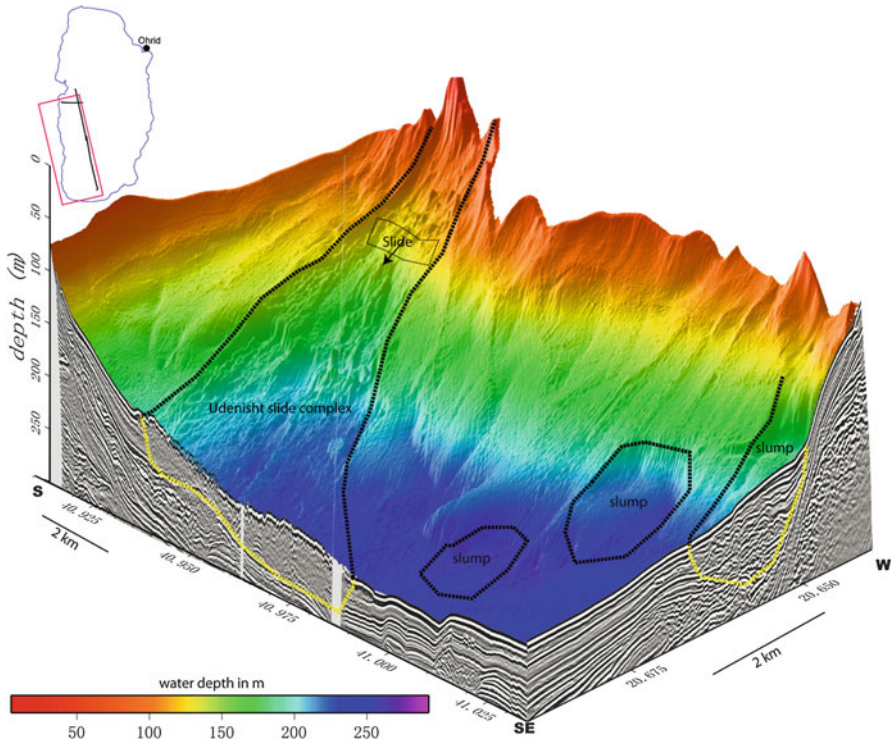 Ohrid
0
50
100
150
200
250
depth (m)
Slide
Udenisht slide complex
slump
slump
slump
S
40.925
40.950
40.975
41.000
41.025
SE
20.675
20.650
W
2 km
2 km
water depth in m
50 100 150 200 250